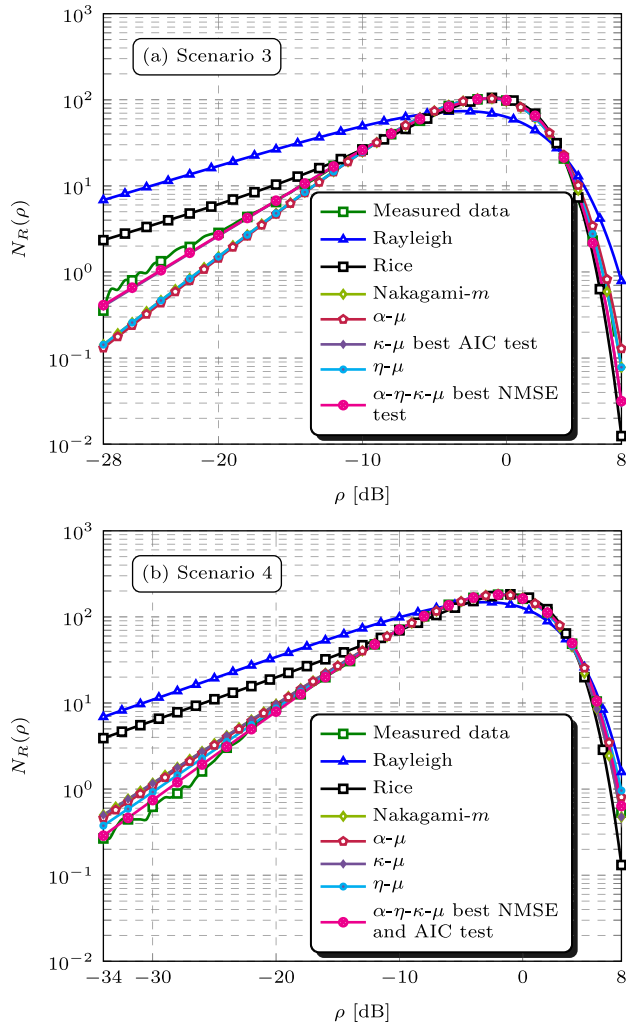 10^3
(a) Scenario 3
10^2
10^1
10^0
10^{-1}
10^{-2}
N_R(ρ)
Measured data
Rayleigh
Rice
Nakagami-m
α-μ
κ-μ best AIC test
η-μ
α-η-κ-μ best NMSE
test
−28
−20
−10
0
8
ρ [dB]
10^3
(b) Scenario 4
10^2
10^1
10^0
10^{-1}
10^{-2}
N_R(ρ)
Measured data
Rayleigh
Rice
Nakagami-m
α-μ
κ-μ
η-μ
α-η-κ-μ best NMSE
and AIC test
−34
−30
−20
−10
0
8
ρ [dB]